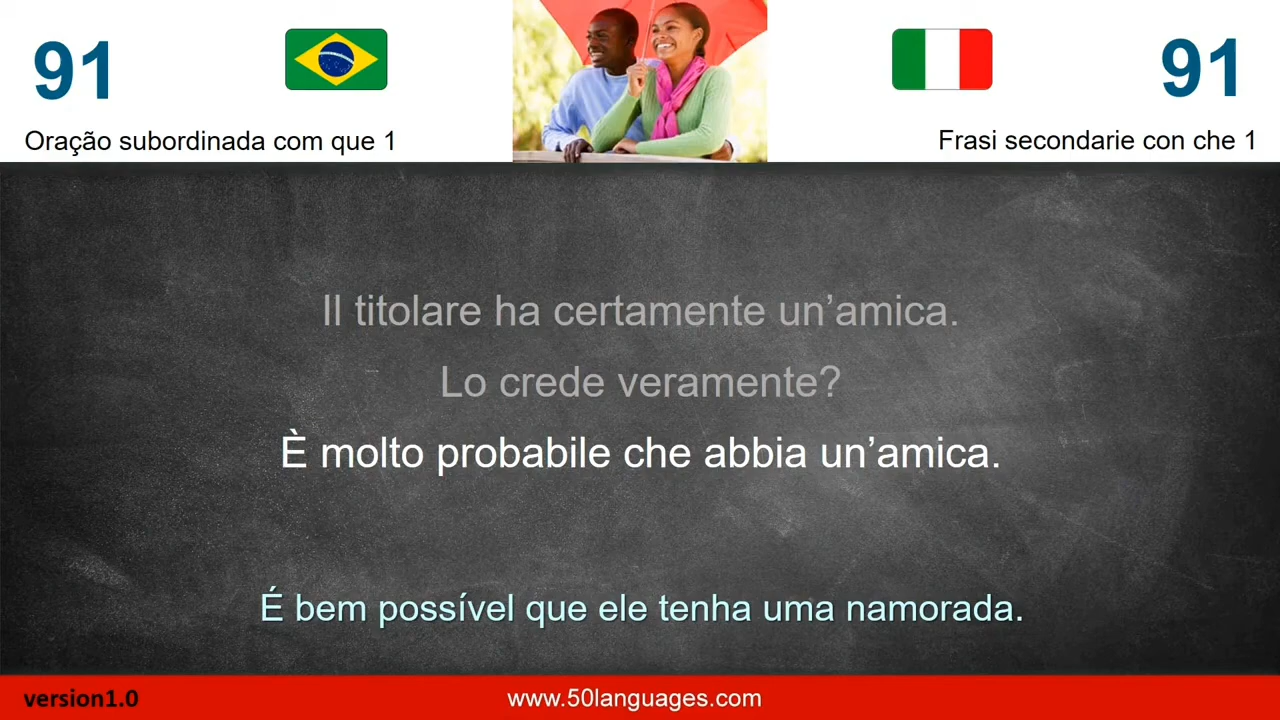 91
91
Oração subordinada com que 1
Frasi secondarie con che 1
Il titolare ha certamente un’amica.
Lo crede veramente?
È molto probabile che abbia un’amica.
É bem possível que ele tenha uma namorada.
version1.0
www.50languages.com